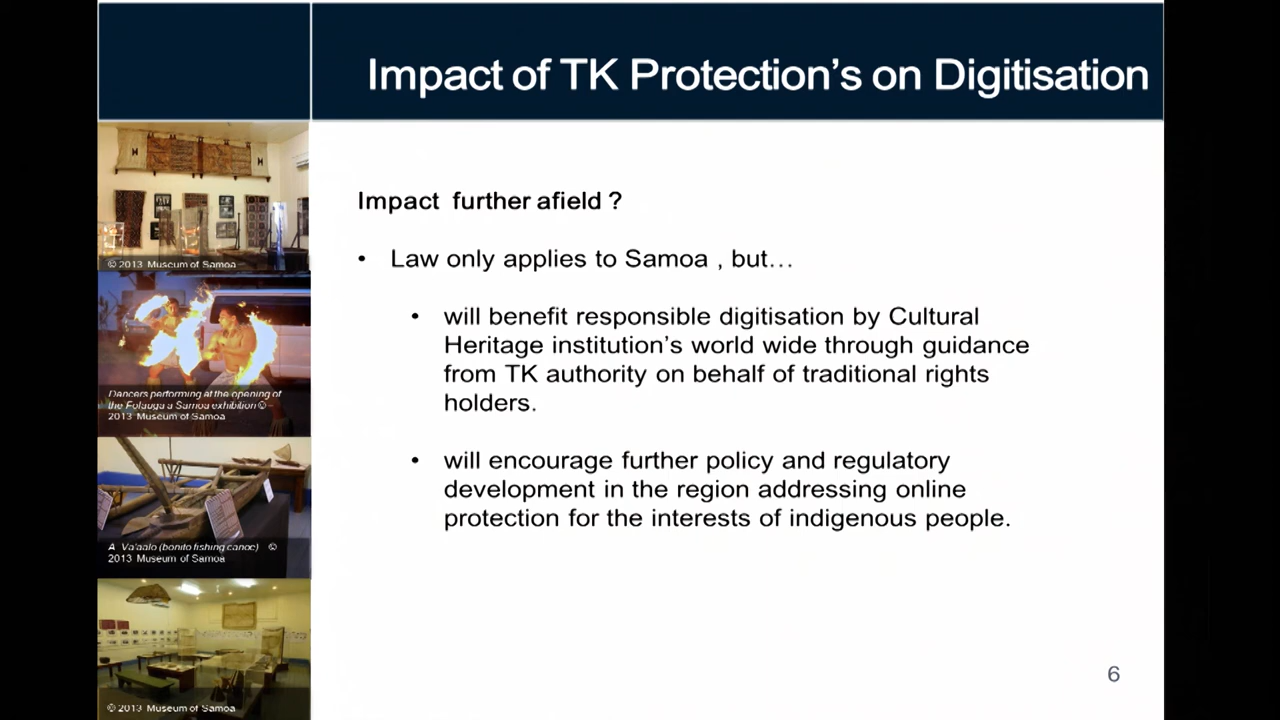 Impact of TK Protection's on Digitisation
© 2013 Museum of Samoa
Dancers performing at the opening of
the Folauga a Samoa exhibition © -
2013 Museum of Samoa
A Va'aalo (bonito fishing canoe) ©
2013 Museum of Samoa
© 2013 Museum of Samoa
Impact further afield ?
• Law only applies to Samoa , but…
• will benefit responsible digitisation by Cultural
Heritage institution's world wide through guidance
from TK authority on behalf of traditional rights
holders.
• will encourage further policy and regulatory
development in the region addressing online
protection for the interests of indigenous people.
6